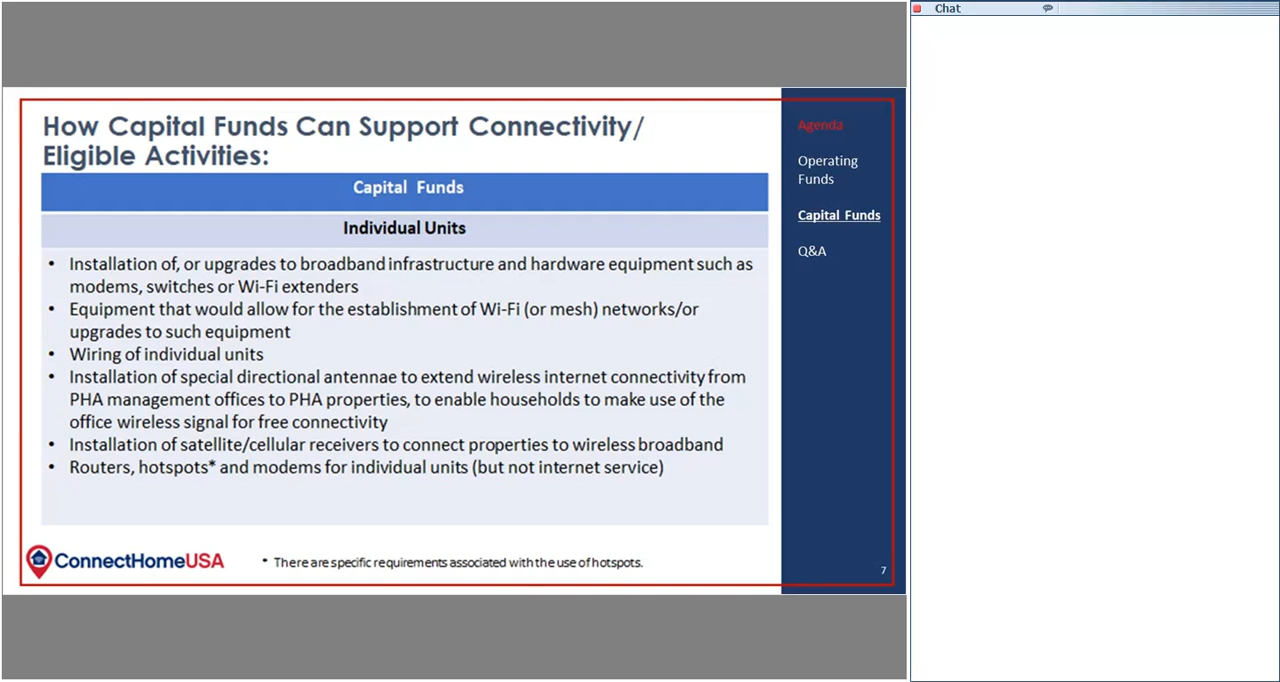 Chat
How Capital Funds Can Support Connectivity/
Eligible Activities:
Capital Funds
Individual Units
• Installation of, or upgrades to broadband infrastructure and hardware equipment such as
modems, switches or Wi-Fi extenders
• Equipment that would allow for the establishment of Wi-Fi (or mesh) networks/or
upgrades to such equipment
• Wiring of individual units
• Installation of special directional antennae to extend wireless internet connectivity from
PHA management offices to PHA properties, to enable households to make use of the
office wireless signal for free connectivity
• Installation of satellite/cellular receivers to connect properties to wireless broadband
• Routers, hotspots* and modems for individual units (but not internet service)
ConnectHomeUSA
* There are specific requirements associated with the use of hotspots.
Agenda
Operating
Funds
Capital Funds
Q&A
7